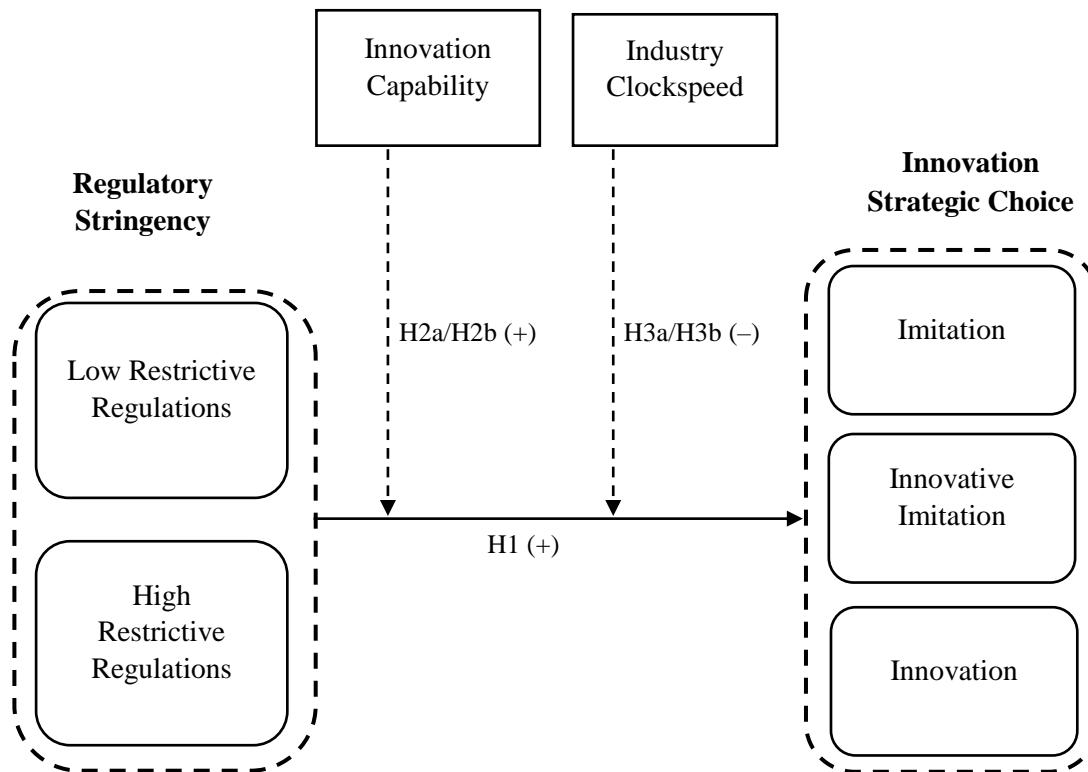 Innovation
Capability
Industry
Clockspeed
Regulatory
Stringency
Innovation
Strategic Choice
Low Restrictive
Regulations
High
Restrictive
Regulations
H2a/H2b (+)
H3a/H3b (–)
H1 (+)
Imitation
Innovative
Imitation
Innovation